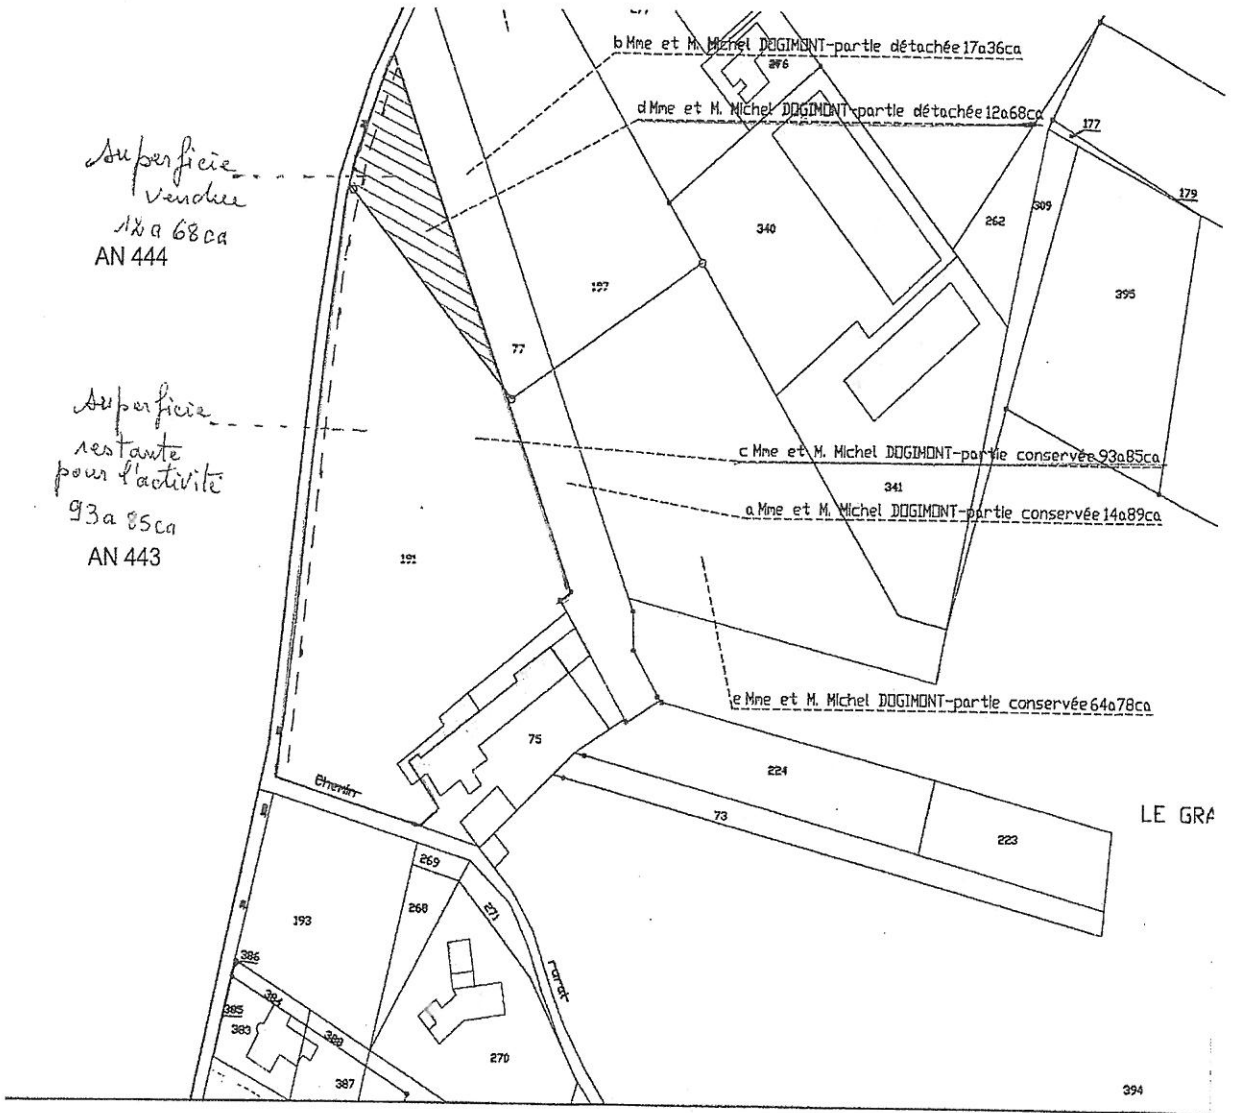 b Mme et M. Michel DOGIMONT-partie détachée 17a36ca
276
d Mme et M. Michel DOGIMONT-partie détachée 12a68ca
177
179
Superficie
vendue
12a 68ca
AN 444
262
309
340
197
395
77
Superficie
restante
pour l'activité
93a 85ca
AN 443
c Mme et M. Michel DOGIMONT-partie conservée 93a85ca
341
a Mme et M. Michel DOGIMONT-partie conservée 14a89ca
191
e Mme et M. Michel DOGIMONT-partie conservée 64a78ca
75
224
Chemin
73
223
LE GRA
269
268
271
193
rural
386
384
385
383
388
270
387
394